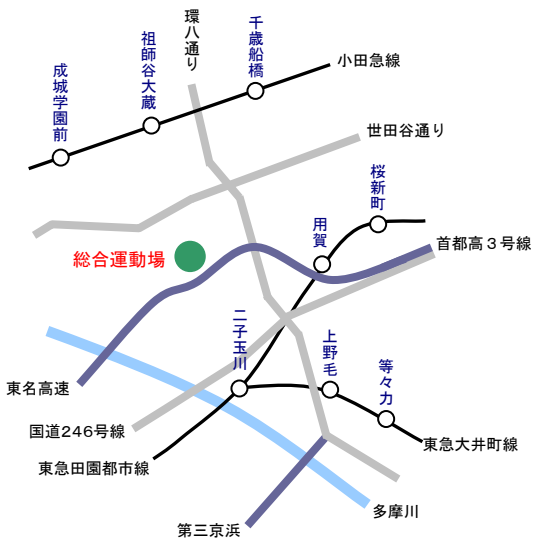 環八通り
千歳船橋
祖師谷大蔵
成城学園前
小田急線
世田谷通り
桜新町
用賀
首都高３号線
総合運動場
二子玉川
上野毛
等々力
東名高速
国道246号線
東急田園都市線
東急大井町線
多摩川
第三京浜